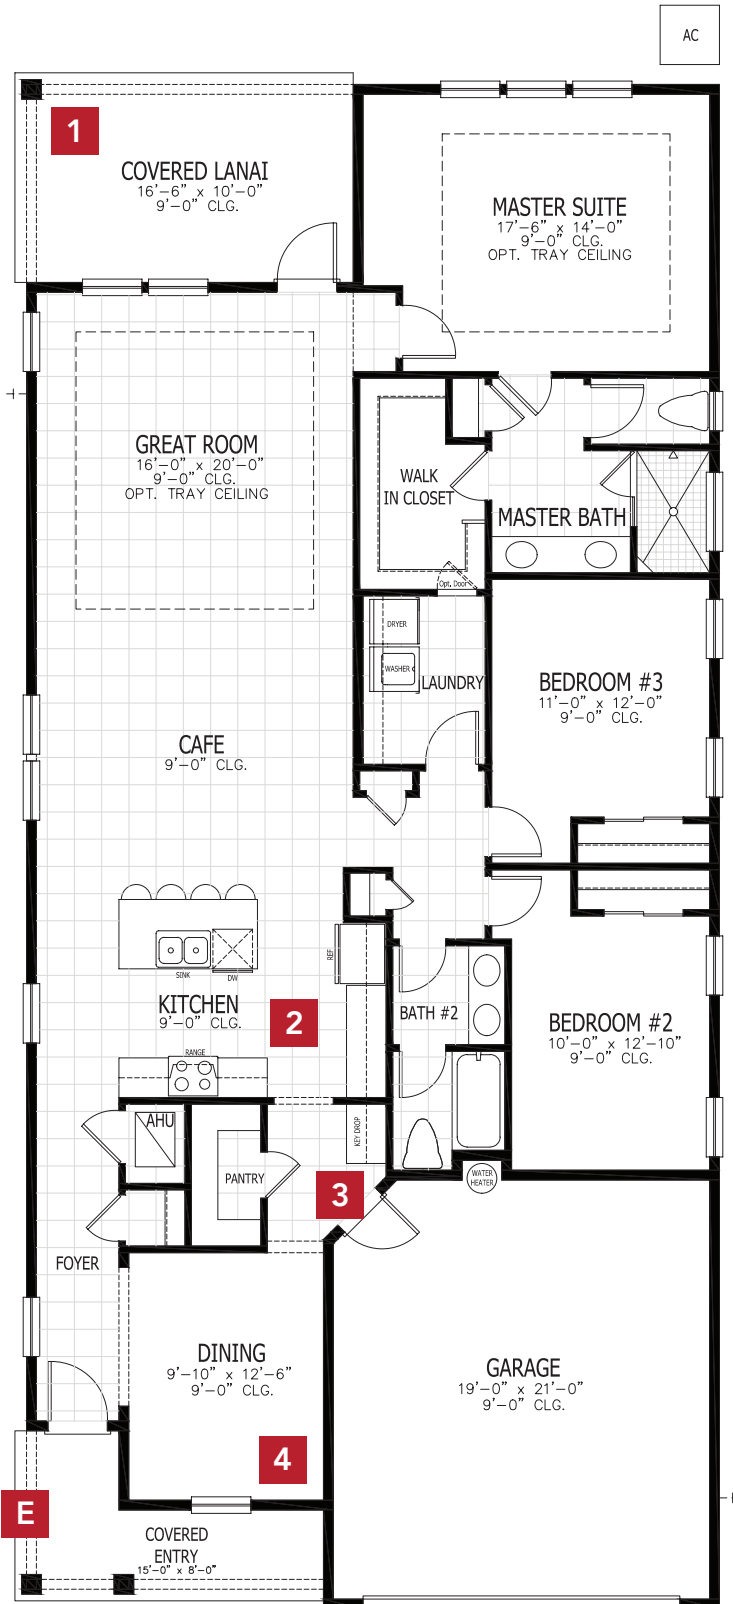 AC
1
COVERED LANAI
16'-6" x 10'-0"
9'-0" CLG.
MASTER SUITE
17'-6" x 14'-0"
9'-0" CLG.
OPT. TRAY CEILING
GREAT ROOM
16'-0" x 20'-0"
9'-0" CLG.
OPT. TRAY CEILING
WALK
IN CLOSET
MASTER BATH
Opt. Door
DRYER
WASHER
LAUNDRY
BEDROOM #3
11'-0" x 12'-0"
9'-0" CLG.
CAFE
9'-0" CLG.
SINK
DW
REF
KITCHEN
9'-0" CLG.
2
BATH #2
BEDROOM #2
10'-0" x 12'-10"
9'-0" CLG.
RANGE
AHU
KEY DROP
PANTRY
WATER
HEATER
3
FOYER
DINING
9'-10" x 12'-6"
9'-0" CLG.
GARAGE
19'-0" x 21'-0"
9'-0" CLG.
4
E
COVERED
ENTRY
15'-0" x 8'-0"